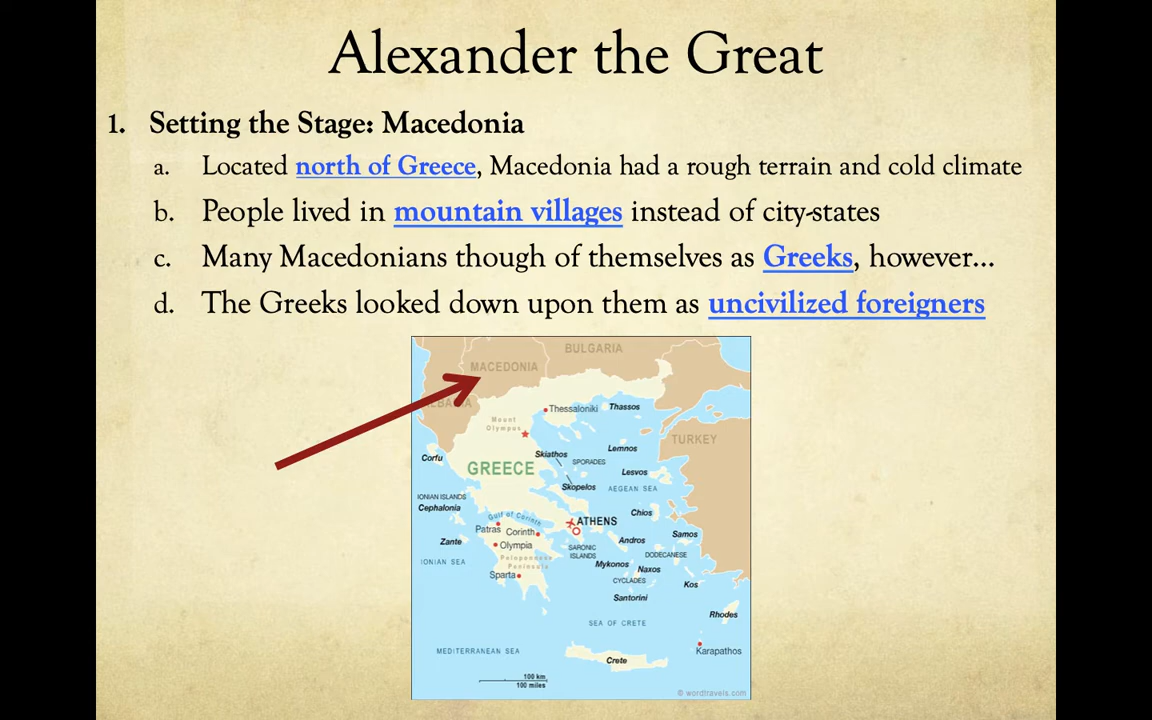 Alexander the Great
1. Setting the Stage: Macedonia
a. Located north of Greece, Macedonia had a rough terrain and cold climate
b. People lived in mountain villages instead of city-states
c. Many Macedonians though of themselves as Greeks, however...
d. The Greeks looked down upon them as uncivilized foreigners
BULGARIA
MACEDONIA
ALBANIA
Thessaloniki
Thassos
Mount
Olympus
TURKEY
Lemnos
Skiathos
Corfu
SPORADES
GREECE
Lesvos
Skopelos
AEGEAN SEA
IONIAN ISLANDS
Cephalonia
Chios
Gulf of Corinth
ATHENS
Patras
Corinth
Samos
Andros
Zante
Olympia
SARONIC
ISLANDS
DODECANESE
Peloponnese
Peninsula
IONIAN SEA
Mykonos
Naxos
Sparta
CYCLADES
Kos
Santorini
Rhodes
SEA OF CRETE
Karapathos
MEDITERRANEAN SEA
Crete
100 km
100 miles
© wordtravels.com